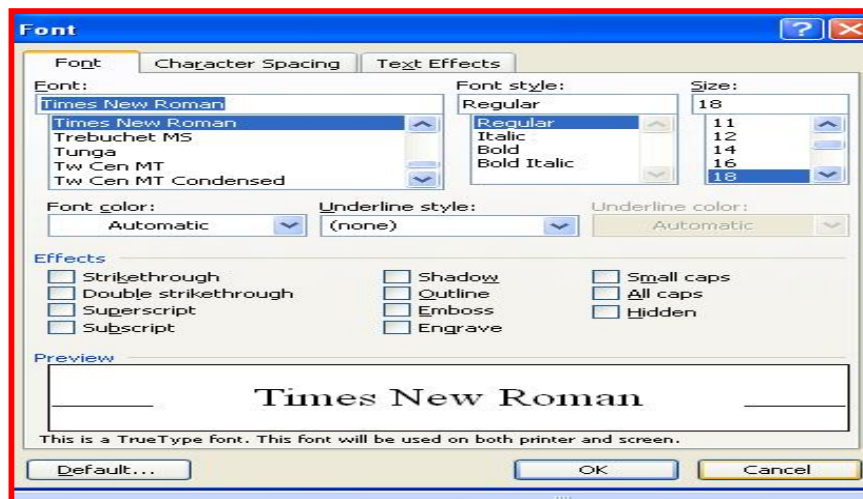 Font
Font Character Spacing Text Effects
Font: Font style: Size:
Times New Roman Regular 18
Times New Roman Regular 11
Trebuchet MS Italic 12
Tunga Bold 14
Tw Cen MT Bold Italic 16
Tw Cen MT Condensed 18
Font color: Underline style: Underline color:
Automatic (none) Automatic
Effects
Strikethrough Shadow Small caps
Double strikethrough Outline All caps
Superscript Emboss Hidden
Subscript Engrave
Preview
Times New Roman
This is a TrueType font. This font will be used on both printer and screen.
Default... OK Cancel